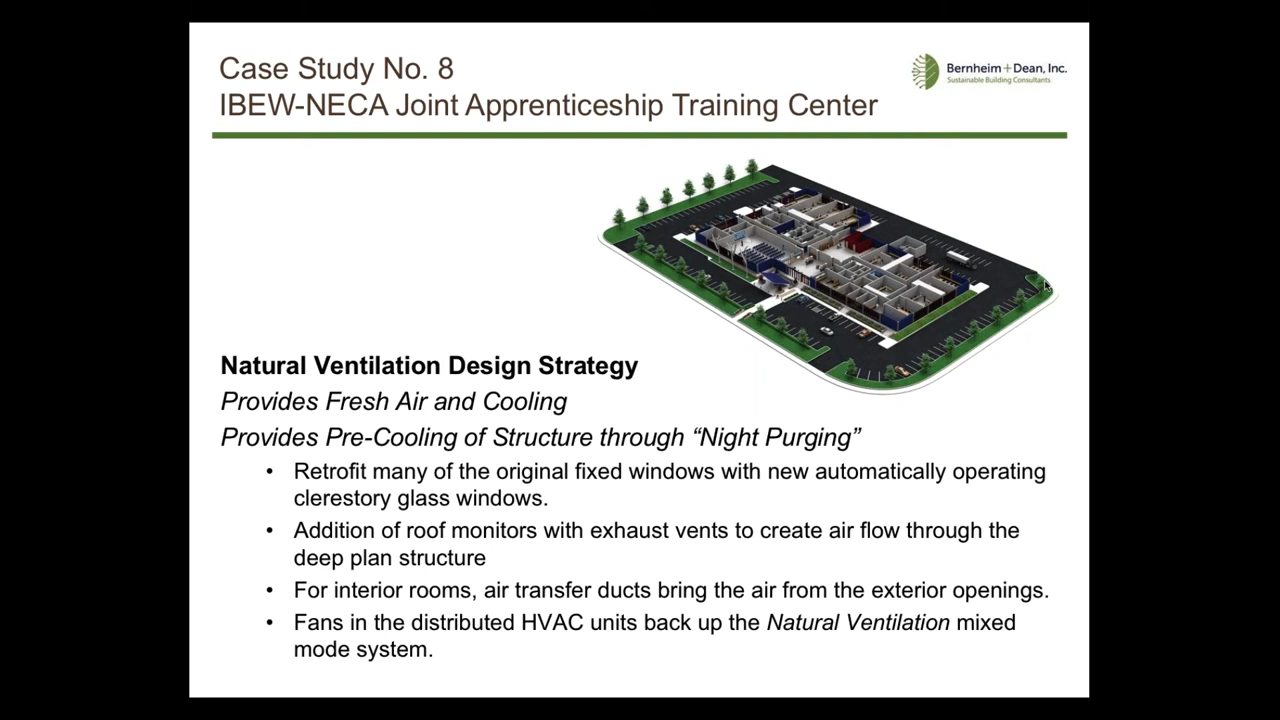 Case Study No. 8
IBEW-NECA Joint Apprenticeship Training Center
Bernheim + Dean, Inc.
Sustainable Building Consultants
Natural Ventilation Design Strategy
Provides Fresh Air and Cooling
Provides Pre-Cooling of Structure through “Night Purging”
• Retrofit many of the original fixed windows with new automatically operating
clerestory glass windows.
• Addition of roof monitors with exhaust vents to create air flow through the
deep plan structure
• For interior rooms, air transfer ducts bring the air from the exterior openings.
• Fans in the distributed HVAC units back up the Natural Ventilation mixed
mode system.